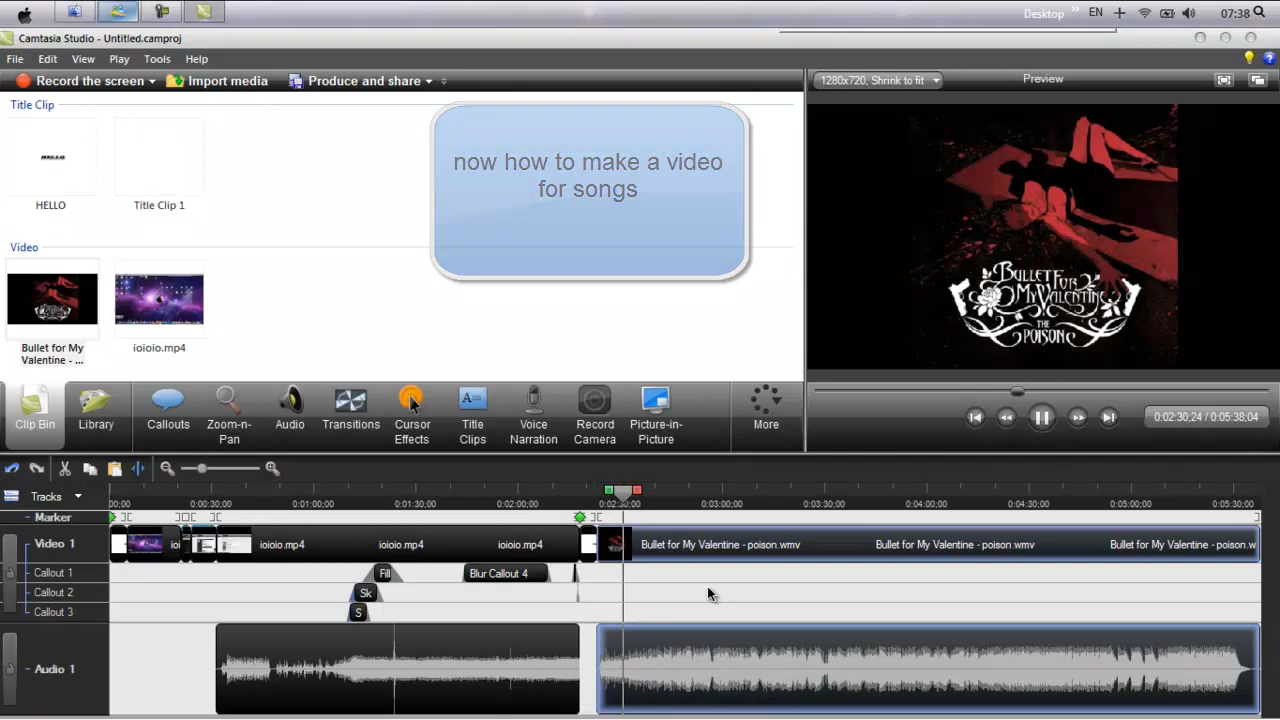 Desktop
EN
07:38
Camtasia Studio - Untitled.camproj
File Edit View Play Tools Help
Record the screen Import media Produce and share
1280x720, Shrink to fit
Preview
Title Clip
HELLO
HELLO
Title Clip 1
now how to make a video
for songs
Video
Bullet for My
Valentine - ...
ioioio.mp4
BULLET FOR
MY VALENTINE
THE
POISON
Clip Bin
Library
Callouts
Zoom-n-
Pan
Audio
Transitions
Cursor
Effects
Title
Clips
Voice
Narration
Record
Camera
Picture-in-
Picture
More
0:02:30,24 / 0:05:38,04
Tracks
00:00 0:00:30,00 0:01:00,00 0:01:30,00 0:02:00,00 0:02:30,00 0:03:00,00 0:03:30,00 0:04:00,00 0:04:30,00 0:05:00,00 0:05:30,00
Marker
Video 1
ioi
ioioio.mp4 ioioio.mp4 ioioio.mp4
Bullet for My Valentine - poison.wmv Bullet for My Valentine - poison.wmv Bullet for My Valentine - poison.w
Callout 1
Fill
Blur Callout 4
Callout 2
Sk
Callout 3
S
Audio 1